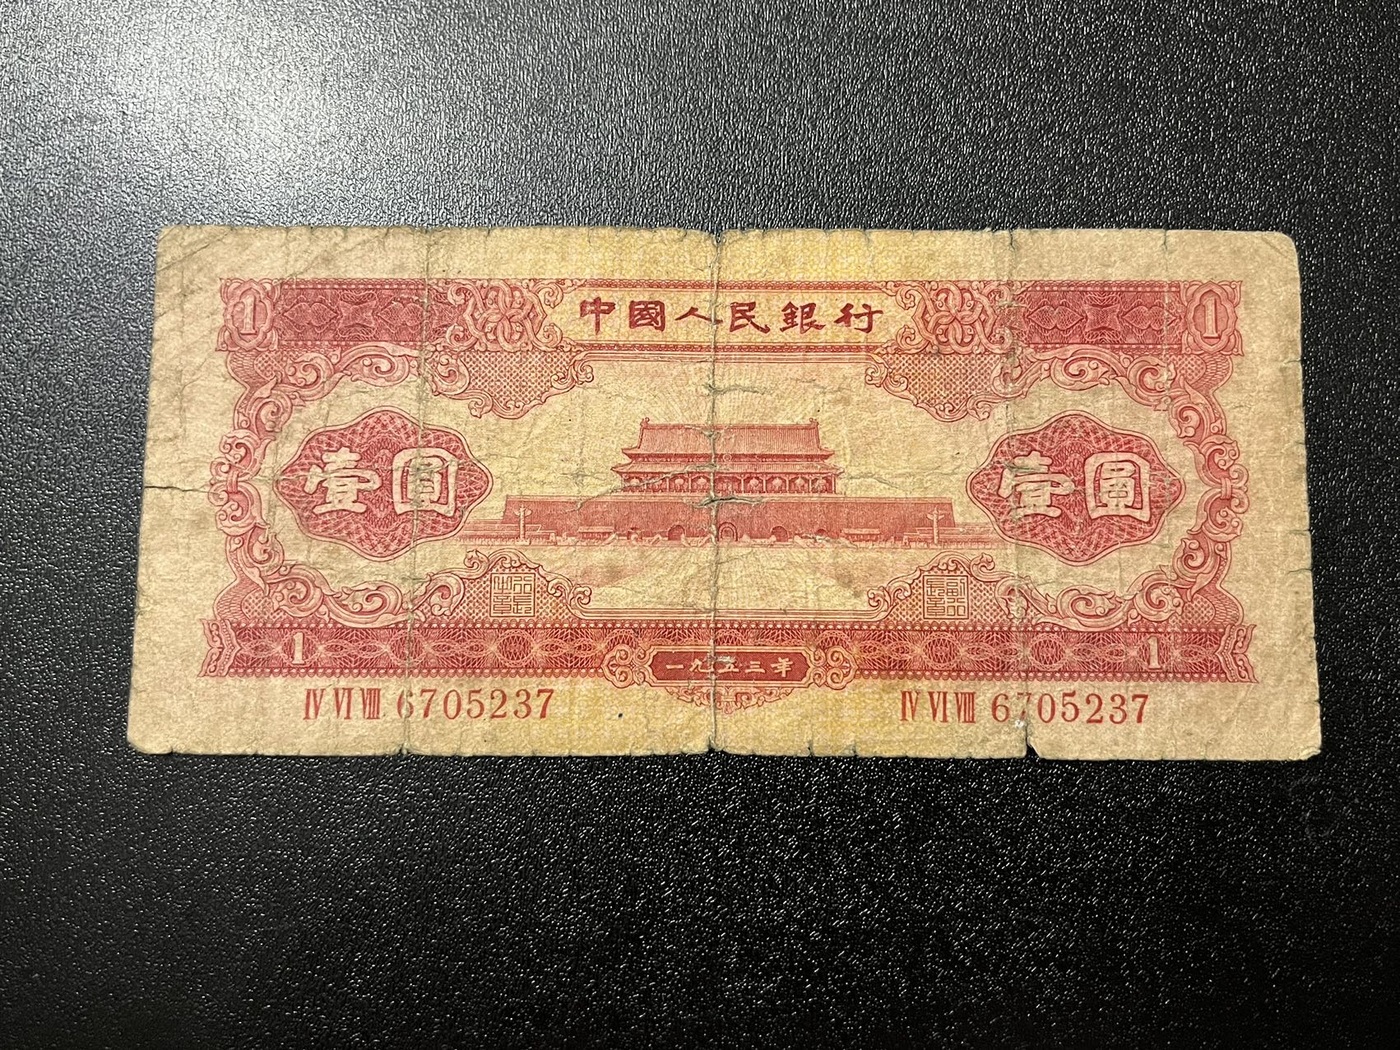 1 中國人民銀行 1
壹圓 壹圓
1 一九五三年 1
IV VI VIII 6705237 IV VI VIII 6705237